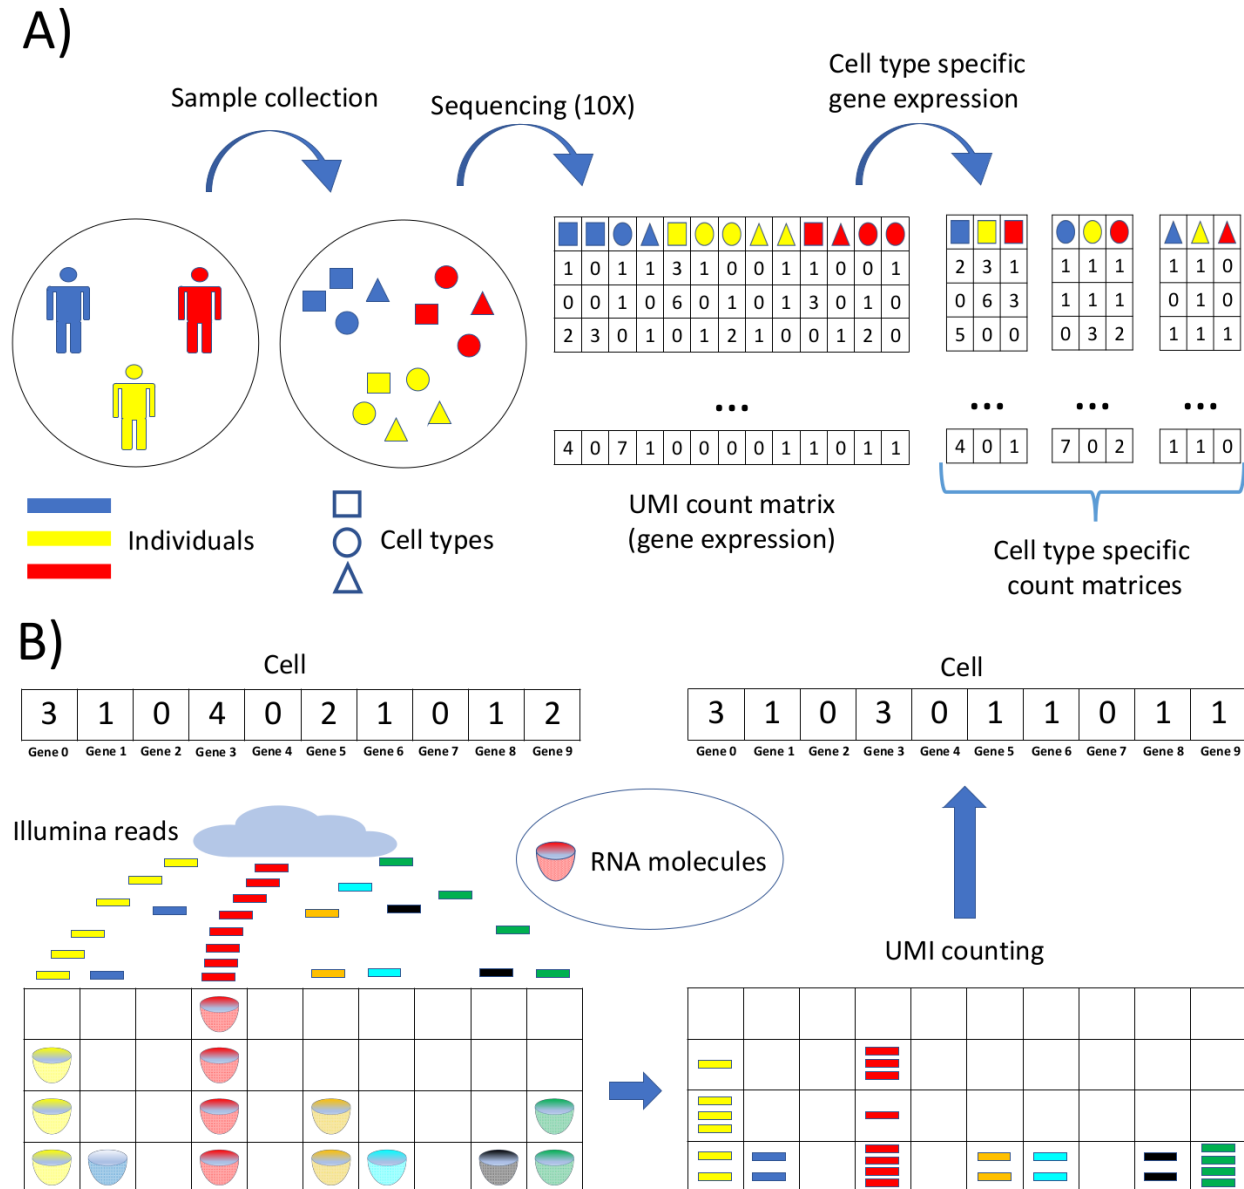 A)
Sample collection
Sequencing (10X)
Cell type specific
gene expression
1 0 1 1 3 1 0 0 1 1 0 0 1
0 0 1 0 6 0 1 0 1 3 0 1 0
2 3 0 1 0 1 2 1 0 0 1 2 0
...
4 0 7 1 0 0 0 0 1 1 0 1 1
2 3 1
0 6 3
5 0 0
...
4 0 1
1 1 1
1 1 1
0 3 2
...
7 0 2
1 1 0
0 1 0
1 1 1
...
1 1 0
Individuals
Cell types
UMI count matrix
(gene expression)
Cell type specific
count matrices
B)
Cell
3 1 0 4 0 2 1 0 1 2
Gene 0 Gene 1 Gene 2 Gene 3 Gene 4 Gene 5 Gene 6 Gene 7 Gene 8 Gene 9
Cell
3 1 0 3 0 1 1 0 1 1
Gene 0 Gene 1 Gene 2 Gene 3 Gene 4 Gene 5 Gene 6 Gene 7 Gene 8 Gene 9
Illumina reads
RNA molecules
UMI counting